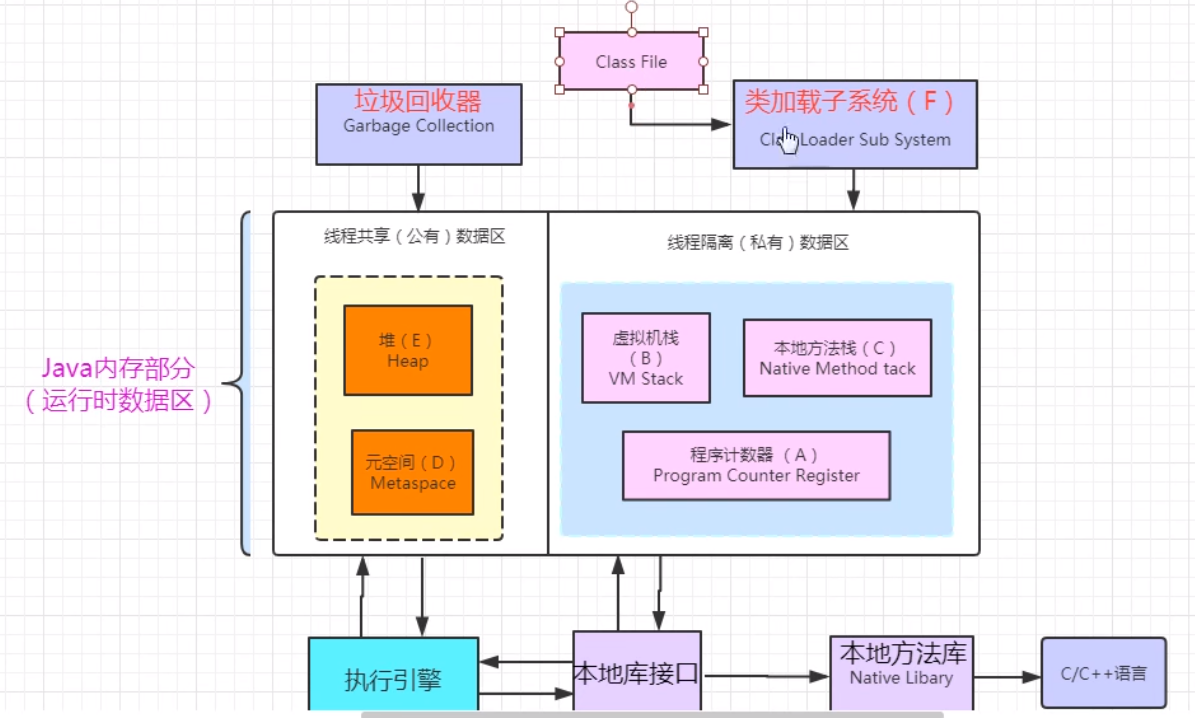 Class File
垃圾回收器
Garbage Collection
类加载子系统（F）
Loader Sub System
线程共享（公有）数据区
线程隔离（私有）数据区
堆（E）
Heap
虚拟机栈
（B）
VM Stack
本地方法栈（C）
Native Method tack
Java内存部分
（运行时数据区）
元空间（D）
Metaspace
程序计数器 （A）
Program Counter Register
执行引擎
本地库接口
本地方法库
Native Libary
C/C++语言